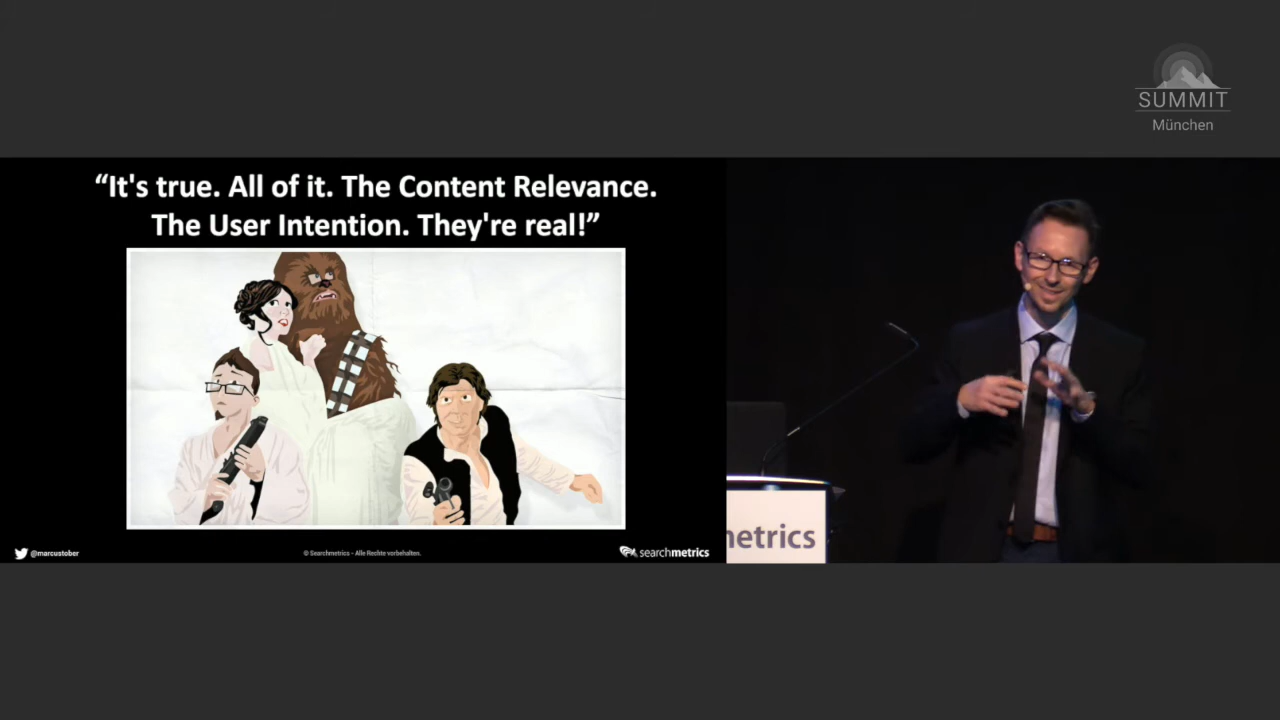 SUMMIT
München
“It's true. All of it. The Content Relevance.
The User Intention. They're real!”
@marcustober
© Searchmetrics - Alle Rechte vorbehalten.
searchmetrics
metrics